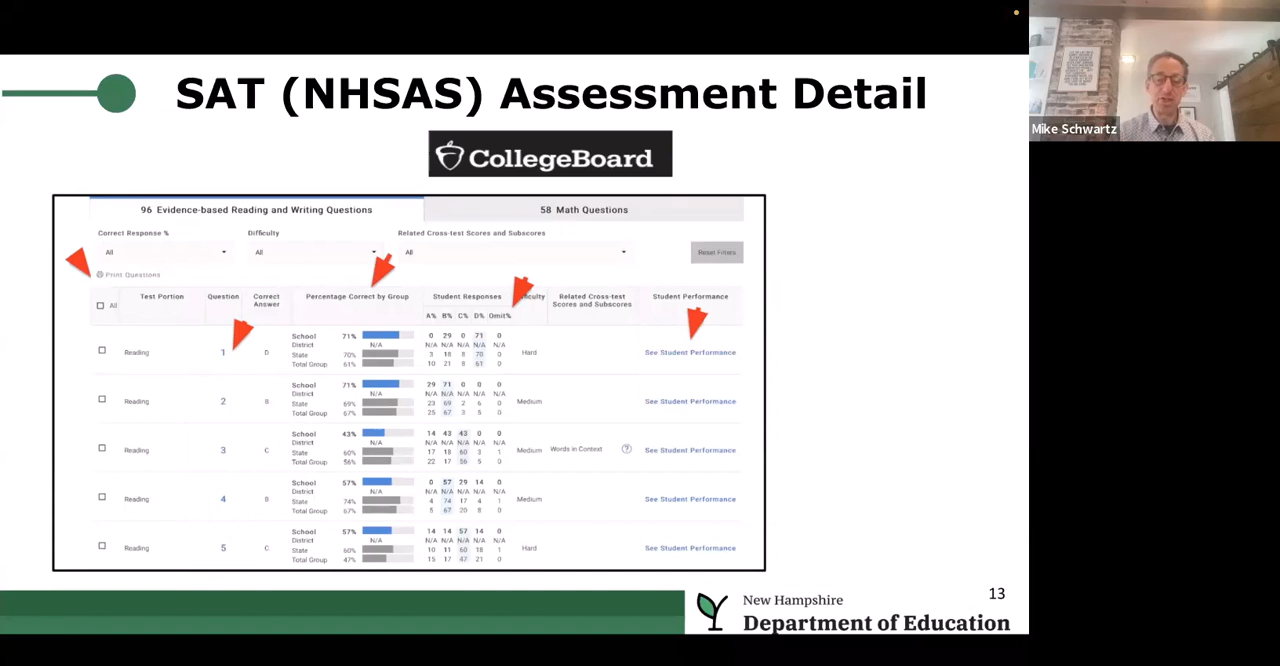 SAT (NHSAS) Assessment Detail
CollegeBoard
96 Evidence-based Reading and Writing Questions
58 Math Questions
Correct Response % Difficulty Related Cross-test Scores and Subscores
All All All Reset Filters
Print Questions
All Test Portion Question Correct Answer Percentage Correct by Group Student Responses Related Cross-test Scores and Subscores Student Performance
A% B% C% D% Omit%
School 71% 0 29 0 71 0
District N/A N/A N/A N/A N/A N/A
Reading 1 D Hard See Student Performance
State 70% 3 18 8 70 0
Total Group 61% 10 21 8 61 0
School 71% 29 71 0 0 0
District N/A N/A N/A N/A N/A N/A
Reading 2 B Medium See Student Performance
State 69% 23 69 2 6 0
Total Group 67% 25 67 3 5 0
School 43% 14 43 43 0 0
District N/A N/A N/A N/A N/A N/A
Reading 3 C Medium Words in Context ? See Student Performance
State 60% 17 18 60 3 1
Total Group 56% 22 17 56 5 0
School 57% 0 57 29 14 0
District N/A N/A N/A N/A N/A N/A
Reading 4 B Medium See Student Performance
State 74% 4 74 17 4 1
Total Group 67% 5 67 20 8 0
School 57% 14 14 57 14 0
District N/A N/A N/A N/A N/A N/A
Reading 5 C Hard See Student Performance
State 60% 10 11 60 18 1
Total Group 47% 15 17 47 21 0
13
New Hampshire
Department of Education
Mike Schwartz